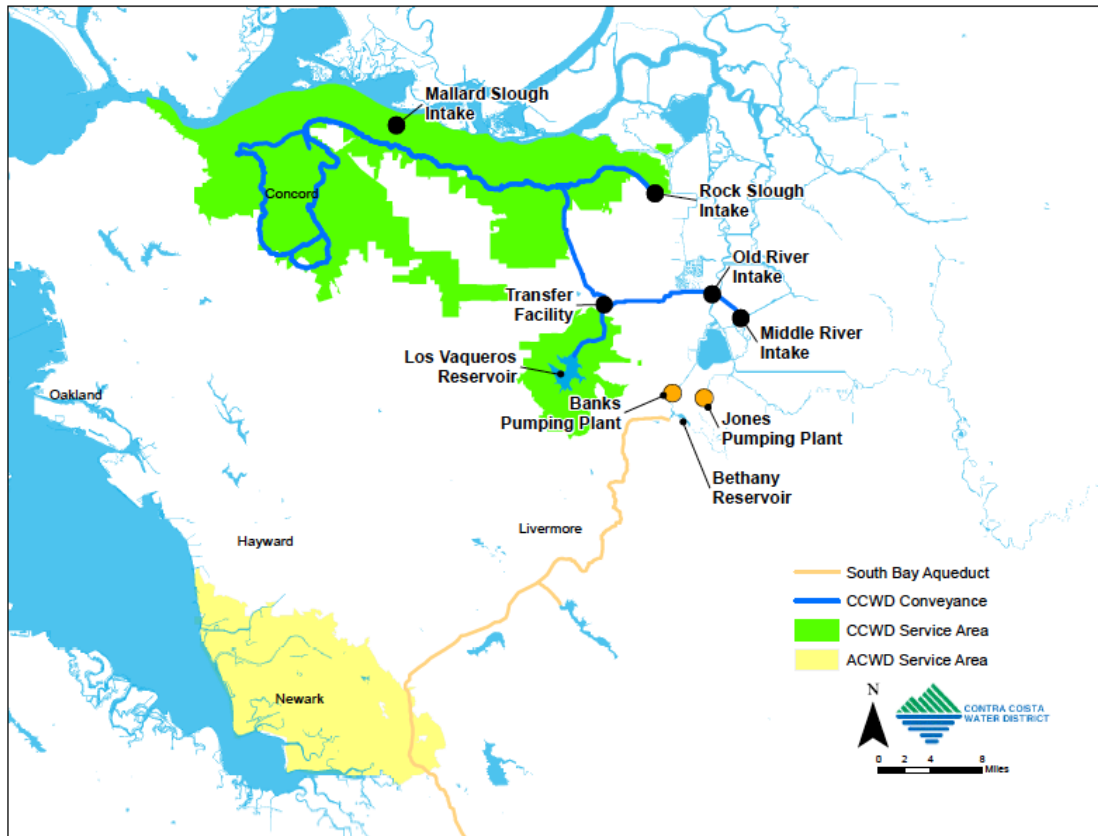 Mallard Slough
Intake
Concord
Rock Slough
Intake
Old River
Intake
Transfer
Facility
Middle River
Intake
Los Vaqueros
Reservoir
Oakland
Banks
Pumping Plant
Jones
Pumping Plant
Bethany
Reservoir
Livermore
Hayward
South Bay Aqueduct
CCWD Conveyance
CCWD Service Area
ACWD Service Area
Newark
N
CONTRA COSTA
WATER DISTRICT
0 2 4 8
Miles